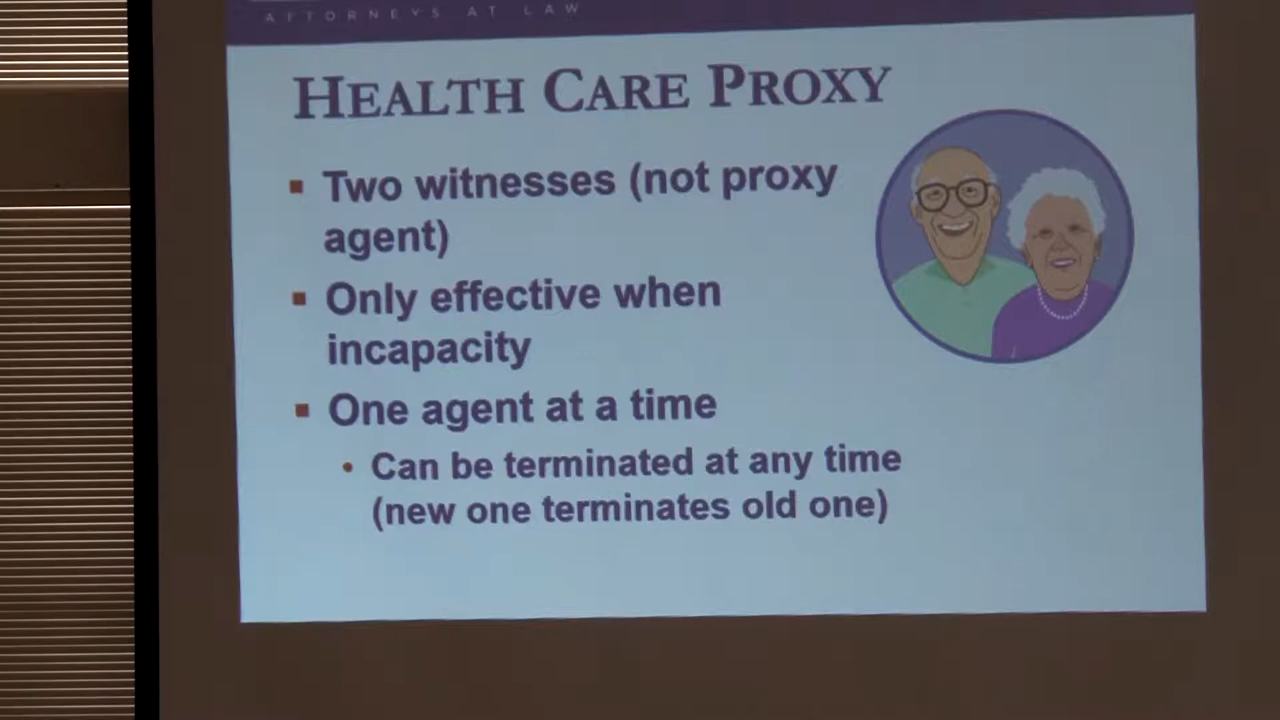 ATTORNEYS AT LAW
HEALTH CARE PROXY
▪ Two witnesses (not proxy
agent)
▪ Only effective when
incapacity
▪ One agent at a time
• Can be terminated at any time
(new one terminates old one)